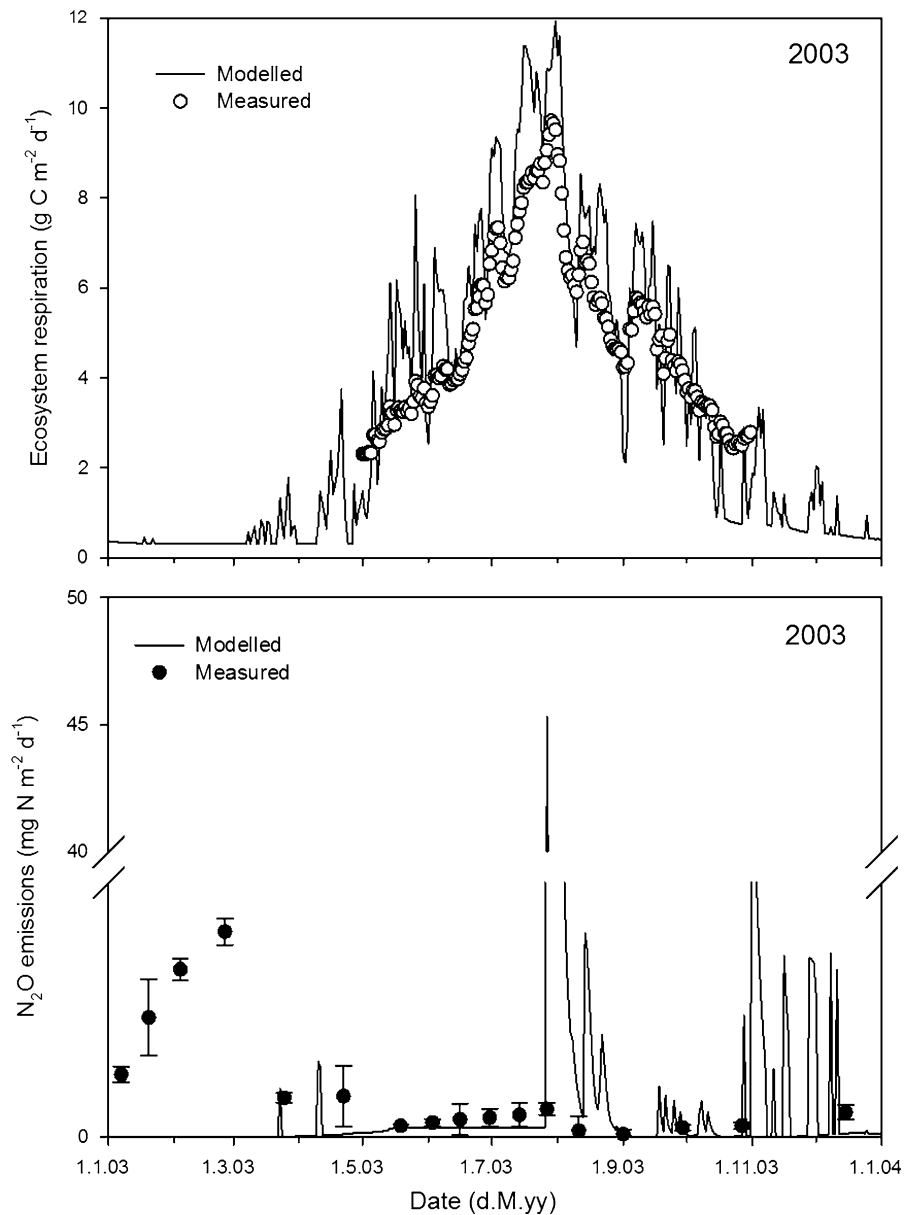 12
10
8
6
4
2
0
Ecosystem respiration (g C m⁻² d⁻¹)
Modelled
Measured
2003
50
45
40
0
N₂O emissions (mg N m⁻² d⁻¹)
Modelled
Measured
2003
1.1.03
1.3.03
1.5.03
1.7.03
1.9.03
1.11.03
1.1.04
Date (d.M.yy)